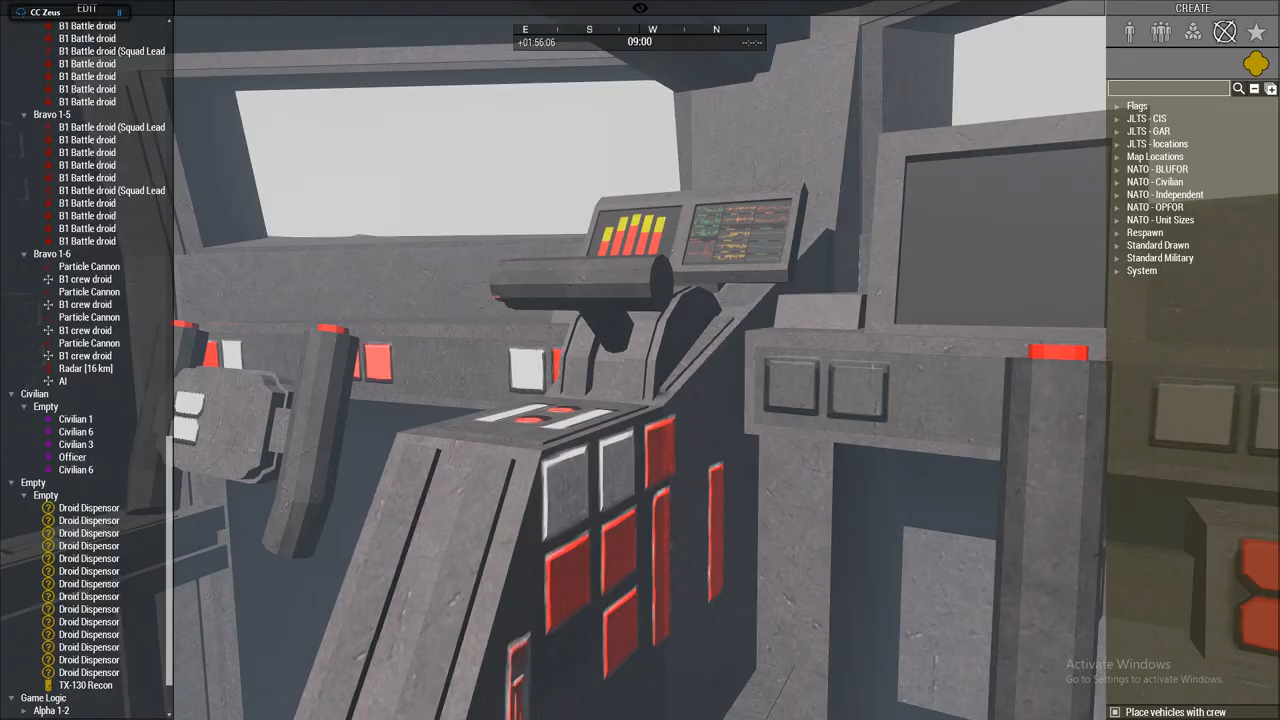 EDIT
CC Zeus
B1 Battle droid
B1 Battle droid
B1 Battle droid (Squad Lead
B1 Battle droid
B1 Battle droid
B1 Battle droid
B1 Battle droid
Bravo 1-5
B1 Battle droid (Squad Lead
B1 Battle droid
B1 Battle droid
B1 Battle droid
B1 Battle droid
B1 Battle droid (Squad Lead
B1 Battle droid
B1 Battle droid
B1 Battle droid
B1 Battle droid
Bravo 1-6
Particle Cannon
B1 crew droid
Particle Cannon
B1 crew droid
Particle Cannon
B1 crew droid
Particle Cannon
B1 crew droid
Radar [16 km]
AI
Civilian
Empty
Civilian 1
Civilian 6
Civilian 3
Officer
Civilian 6
Empty
Empty
Droid Dispensor
Droid Dispensor
Droid Dispensor
Droid Dispensor
Droid Dispensor
Droid Dispensor
Droid Dispensor
Droid Dispensor
Droid Dispensor
Droid Dispensor
Droid Dispensor
Droid Dispensor
Droid Dispensor
Droid Dispensor
TX-130 Recon
Game Logic
Alpha 1-2
E S W N
+01:56:06 09:00 --:--:--
CREATE
Flags
JLTS - CIS
JLTS - GAR
JLTS - locations
Map Locations
NATO - BLUFOR
NATO - Civilian
NATO - Independent
NATO - OPFOR
NATO - Unit Sizes
Respawn
Standard Drawn
Standard Military
System
Activate Windows
Go to Settings to activate Windows.
Place vehicles with crew